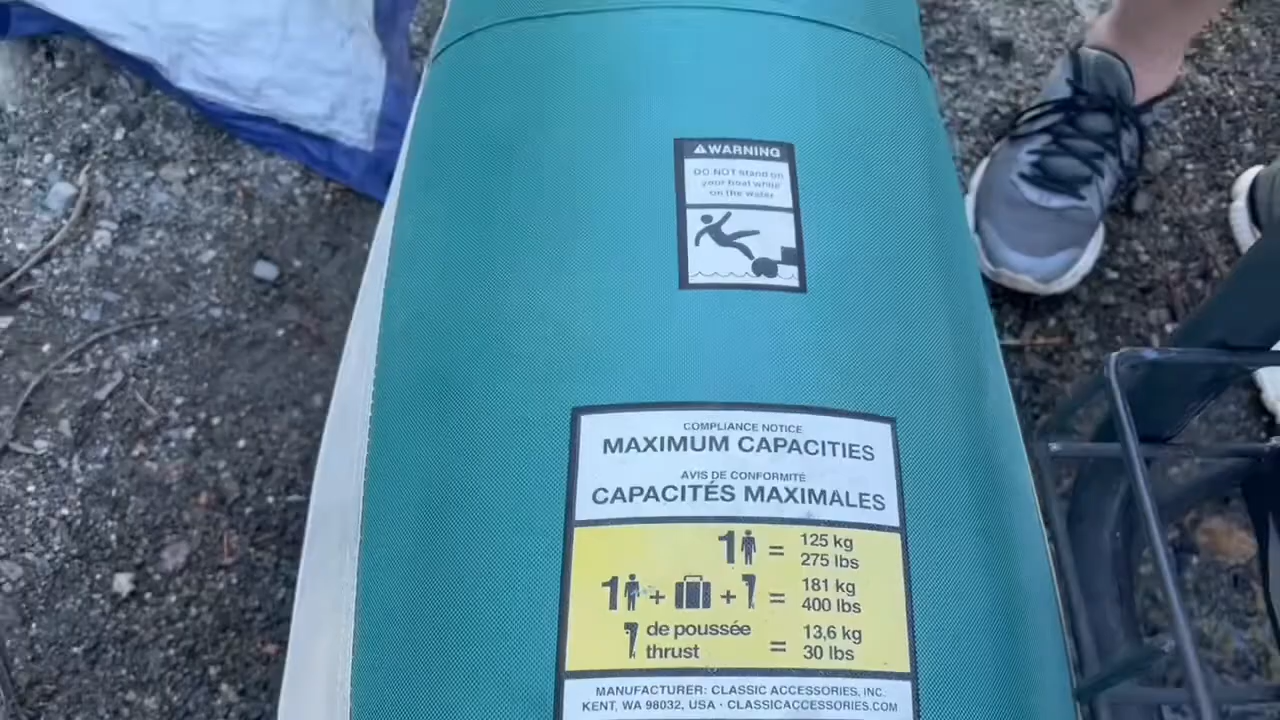 WARNING
DO NOT stand on
your boat while
on the water
COMPLIANCE NOTICE
MAXIMUM CAPACITIES
AVIS DE CONFORMITÉ
CAPACITÉS MAXIMALES
1 = 125 kg
275 lbs
1 + + = 181 kg
400 lbs
de poussée
thrust = 13,6 kg
30 lbs
MANUFACTURER: CLASSIC ACCESSORIES, INC.
KENT, WA 98032, USA · CLASSICACCESSORIES.COM